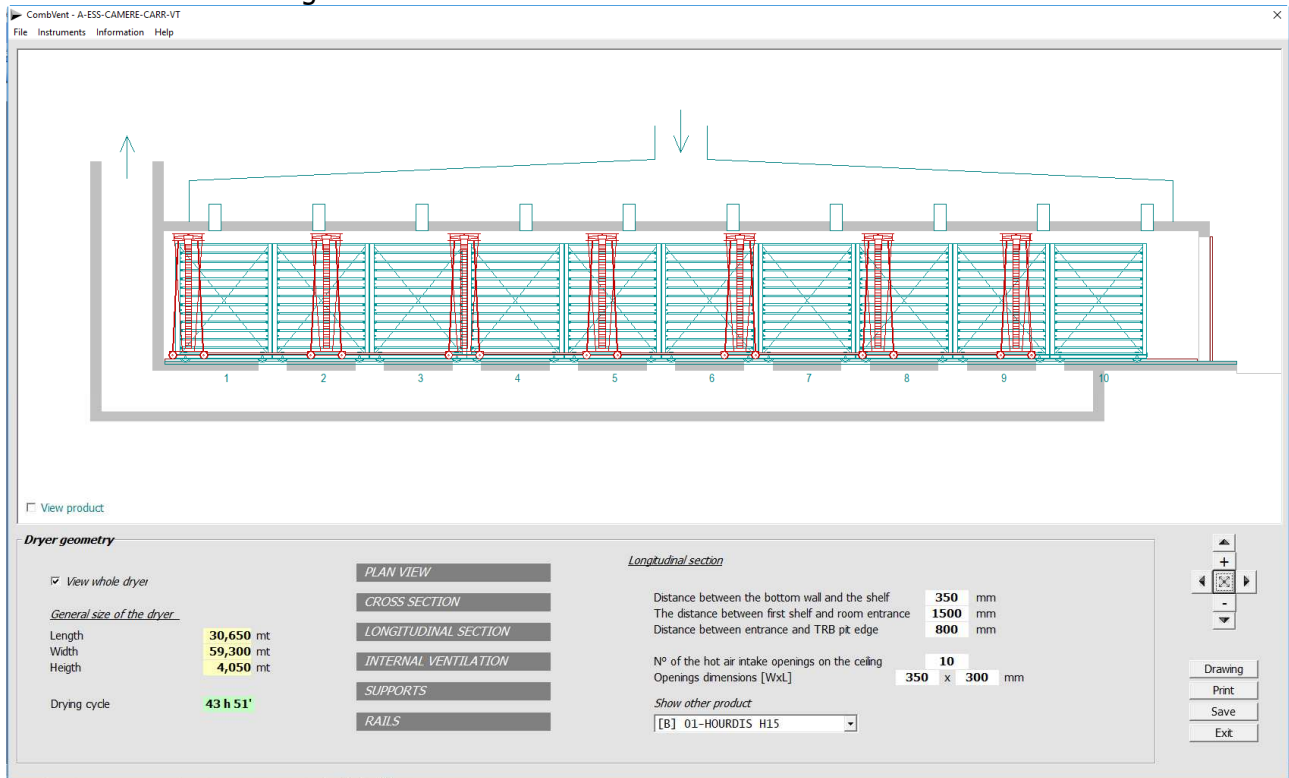 CombVent - A-ESS-CAMERE-CARR-VT
File Instruments Information Help
1 2 3 4 5 6 7 8 9 10
View product
Dryer geometry
View whole dryer
General size of the dryer
Length 30,650 mt
Width 59,300 mt
Heigth 4,050 mt
Drying cycle 43 h 51'
PLAN VIEW
CROSS SECTION
LONGITUDINAL SECTION
INTERNAL VENTILATION
SUPPORTS
RAILS
Longitudinal section
Distance between the bottom wall and the shelf 350 mm
The distance between first shelf and room entrance 1500 mm
Distance between entrance and TRB pit edge 800 mm
N° of the hot air intake openings on the ceiling 10
Openings dimensions [WxL] 350 x 300 mm
Show other product
[B] 01-HOURDIS H15
+
-
Drawing
Print
Save
Exit